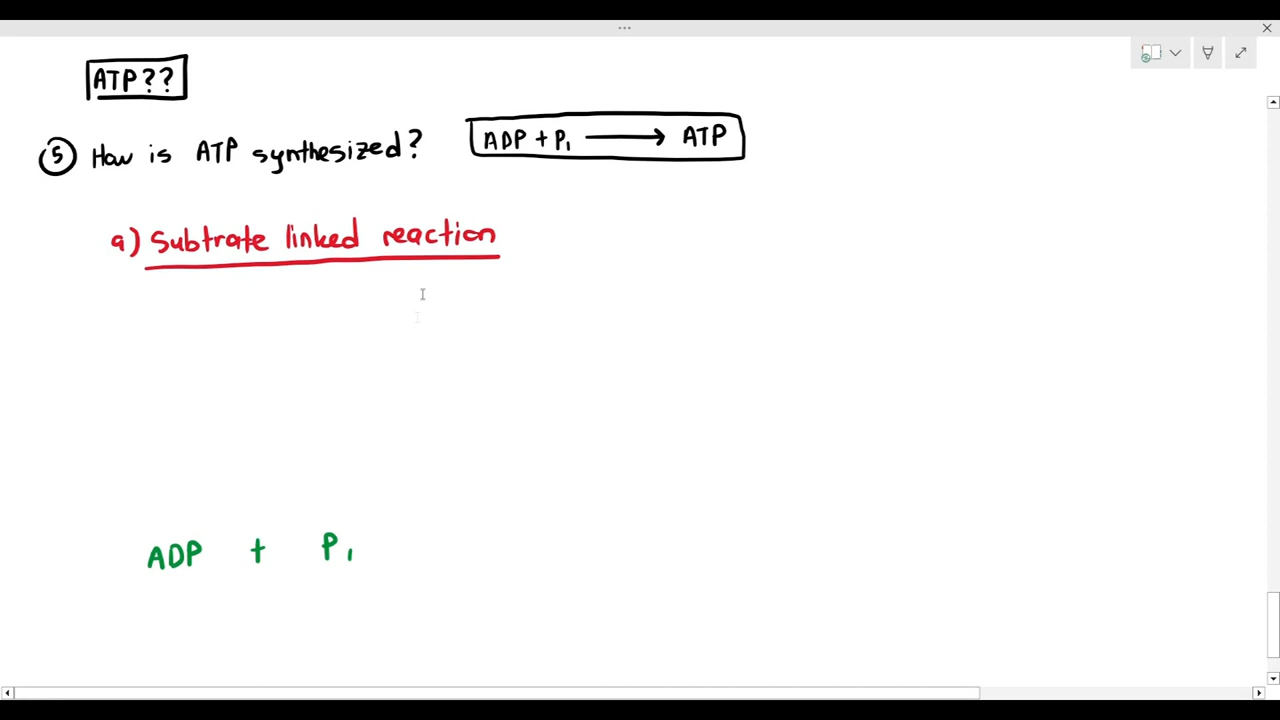 ATP??
⑤ How is ATP synthesized? ADP + Pi ⟶ ATP
a) Subtrate linked reaction
ADP + Pi